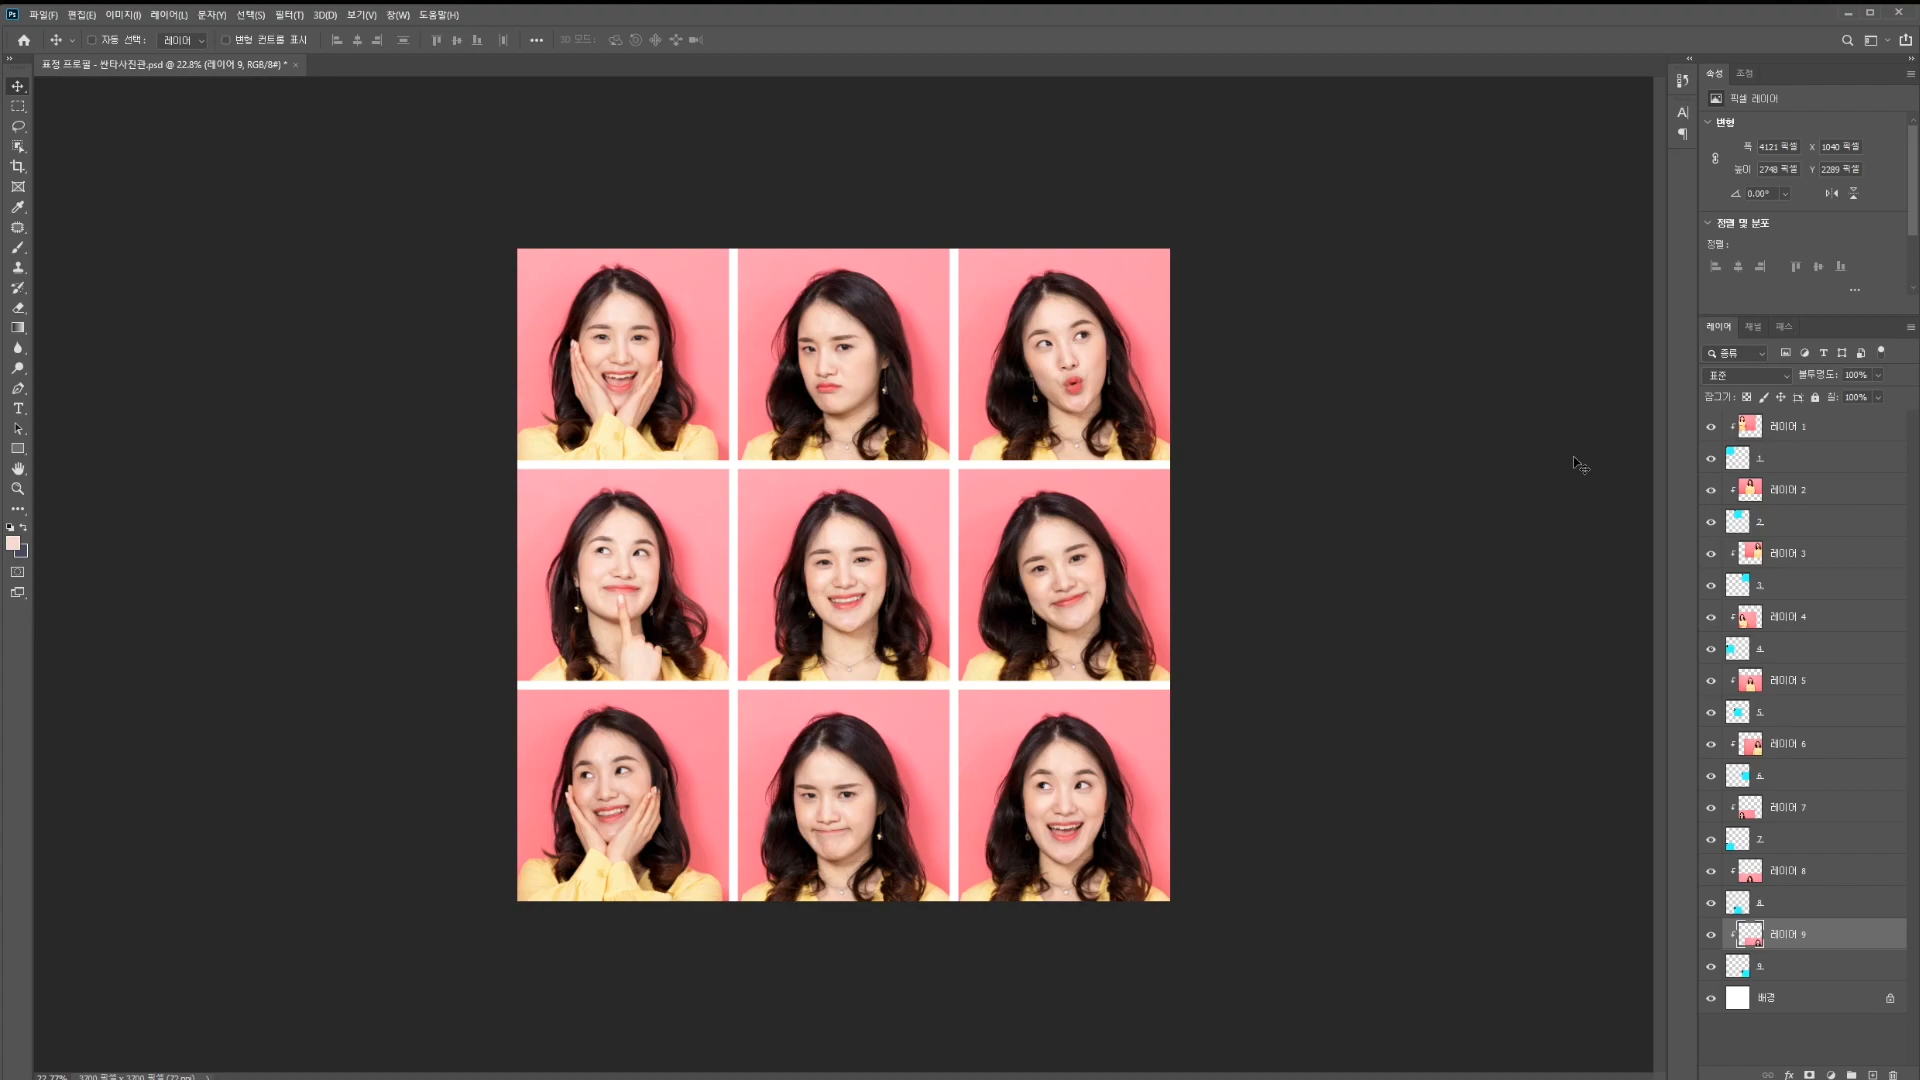 Ps 파일(F) 편집(E) 이미지(I) 레이어(L) 문자(Y) 선택(S) 필터(T) 3D(D) 보기(V) 창(W) 도움말(H)
자동 선택: 레이어 변형 컨트롤 표시 3D 모드:
표정 프로필 - 싼타사진관.psd @ 22.8% (레이어 9, RGB/8#) *
속성 조정
픽셀 레이어
변형
폭 4121 픽셀 X 1040 픽셀
높이 2748 픽셀 Y 2289 픽셀
0.00°
정렬 및 분포
정렬:
레이어 채널 패스
종류
표준 불투명도: 100%
잠그기: 칠: 100%
레이어 1
1
레이어 2
2
레이어 3
3
레이어 4
4
레이어 5
5
레이어 6
6
레이어 7
7
레이어 8
8
레이어 9
9
배경
22.77% 3700 픽셀 x 3700 픽셀 (72 ppi)
fx